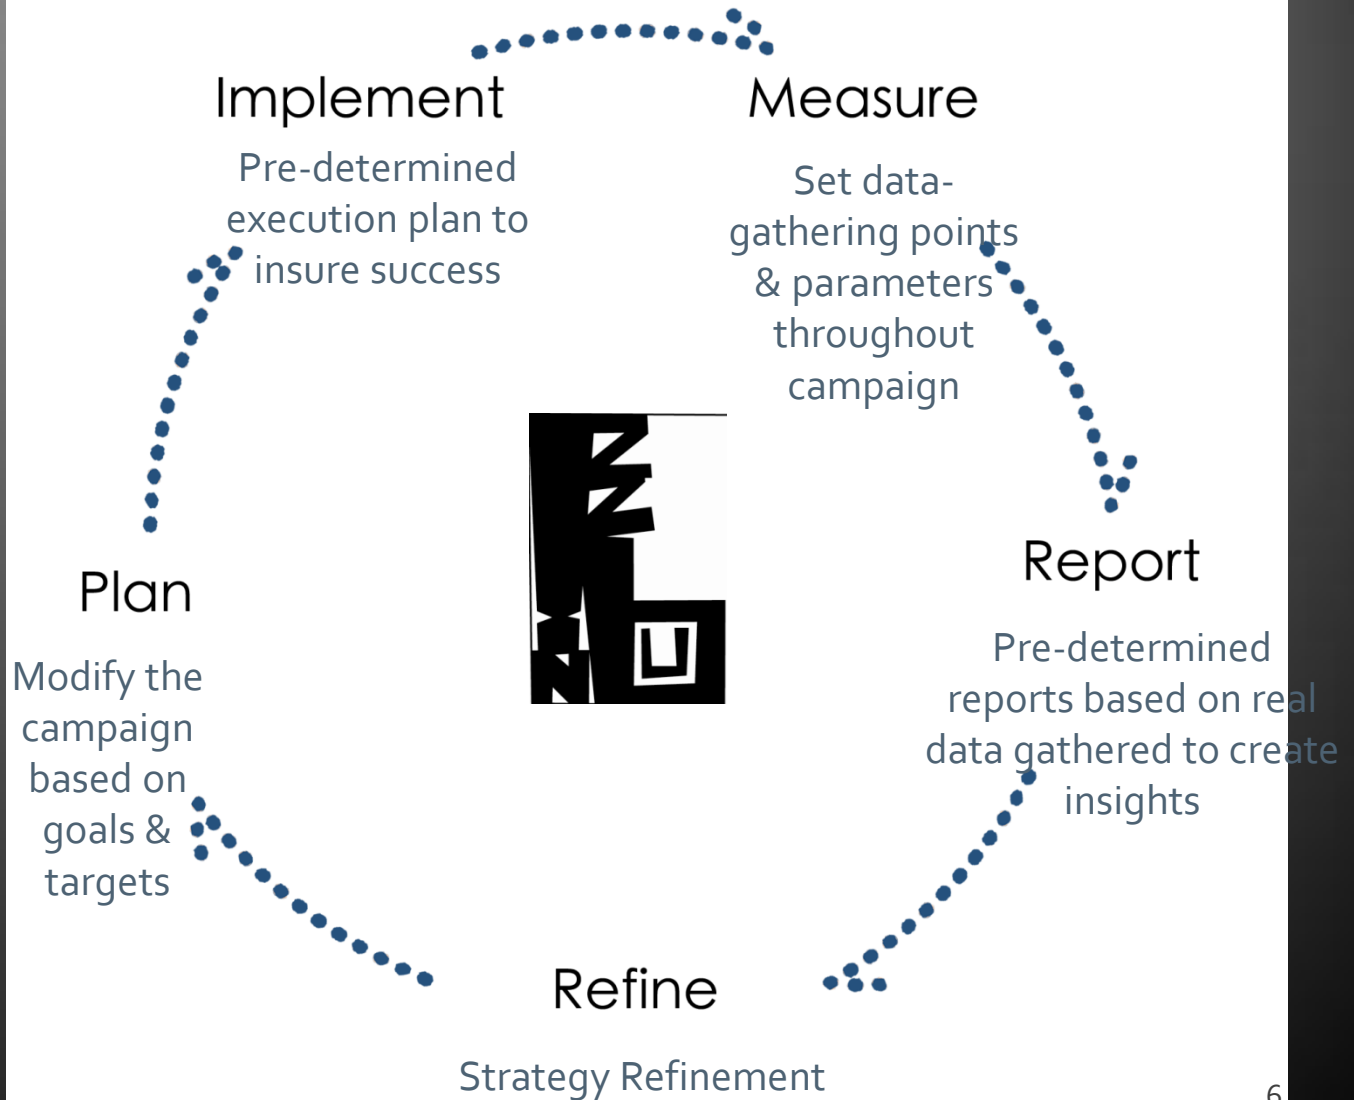 Implement
Pre-determined
execution plan to
insure success
Measure
Set data-
gathering points
& parameters
throughout
campaign
Report
Pre-determined
reports based on real
data gathered to create
insights
Refine
Strategy Refinement
Plan
Modify the
campaign
based on
goals &
targets
6